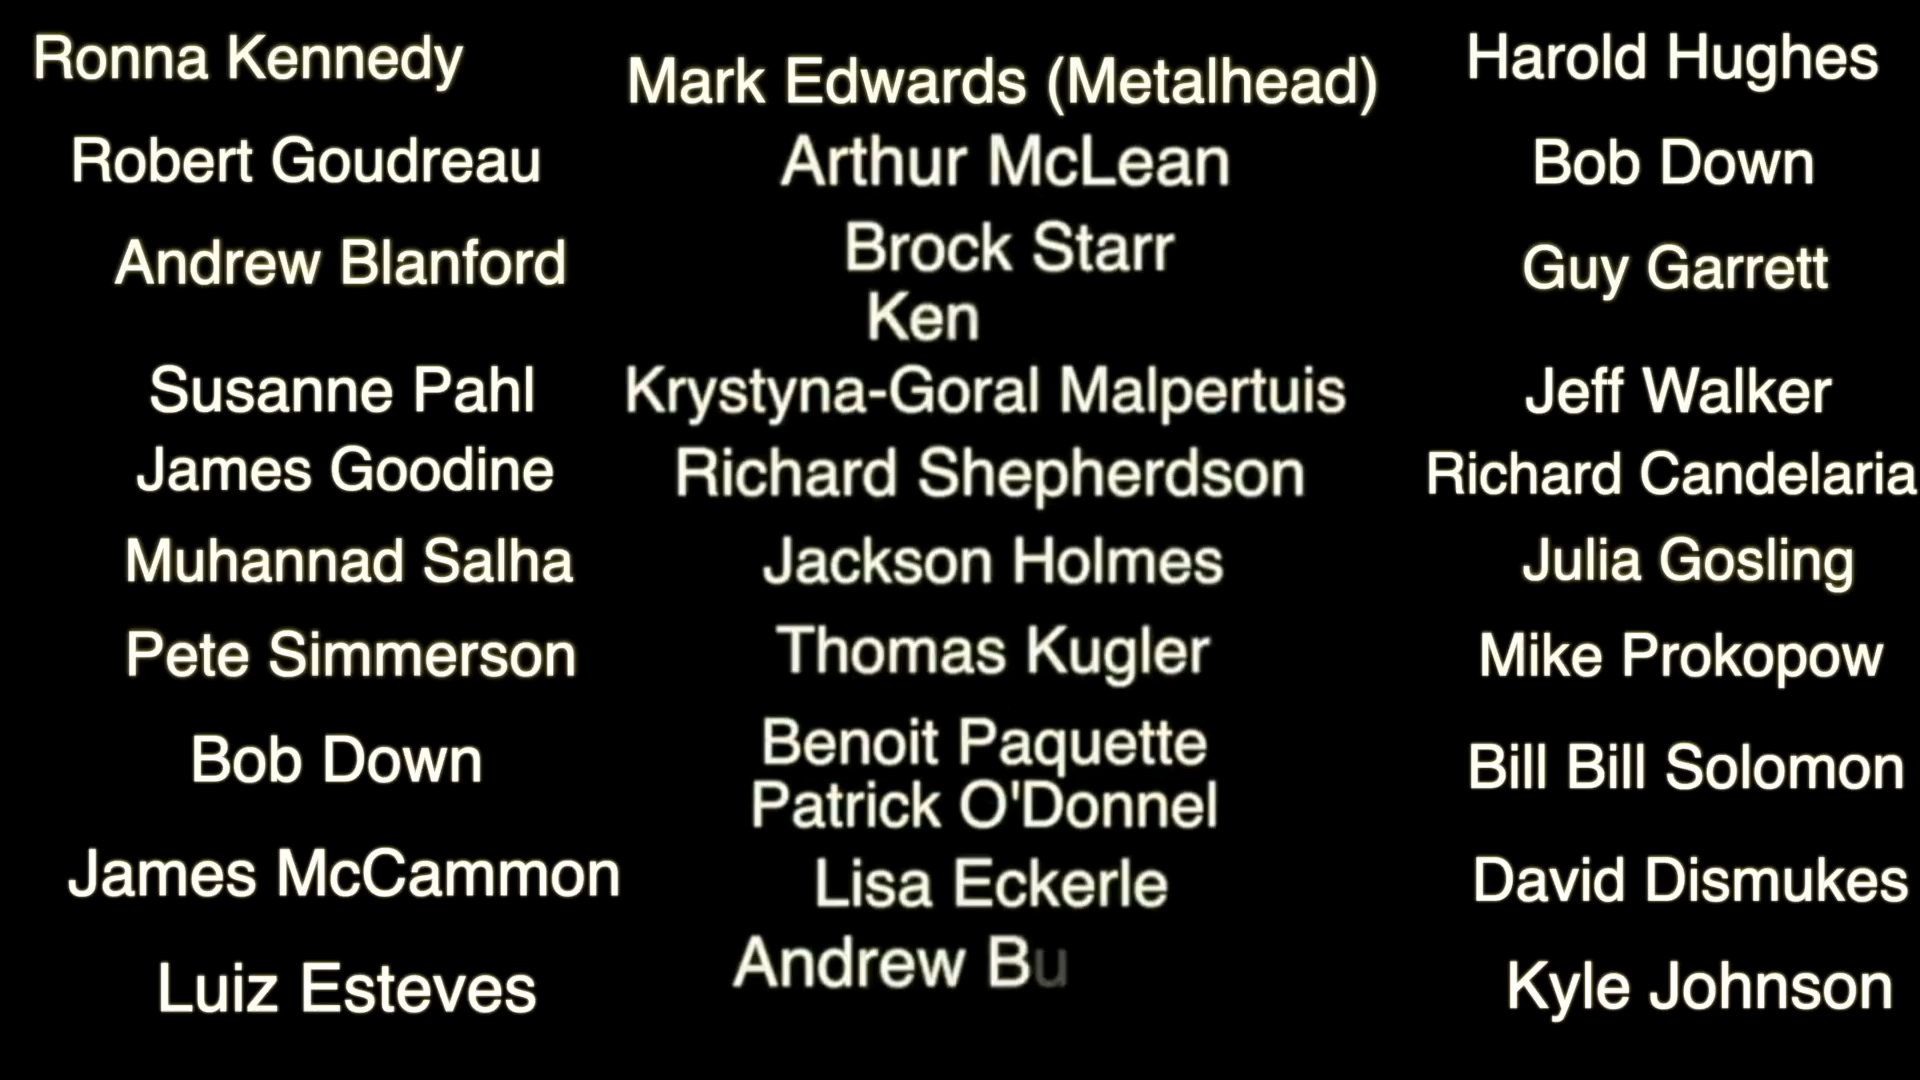 Ronna Kennedy
Robert Goudreau
Andrew Blanford
Susanne Pahl
James Goodine
Muhannad Salha
Pete Simmerson
Bob Down
James McCammon
Luiz Esteves
Mark Edwards (Metalhead)
Arthur McLean
Brock Starr
Ken
Krystyna-Goral Malpertuis
Richard Shepherdson
Jackson Holmes
Thomas Kugler
Benoit Paquette
Patrick O'Donnel
Lisa Eckerle
Andrew Bu
Harold Hughes
Bob Down
Guy Garrett
Jeff Walker
Richard Candelaria
Julia Gosling
Mike Prokopow
Bill Bill Solomon
David Dismukes
Kyle Johnson